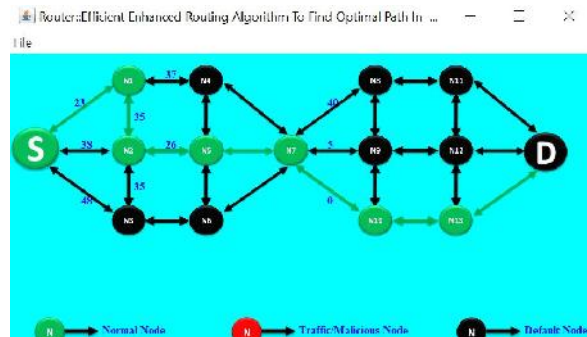 Router::Efficient Enhanced Routing Algorithm To Find Optimal Path In ...
File
N1 37 N4 N8 N11
23 35 40
S 38 N2 26 N5 N7 5 N9 N12 D
35
48 N3 N6 0 N10 N13
N Normal Node N Traffic/Malicious Node N Default Node